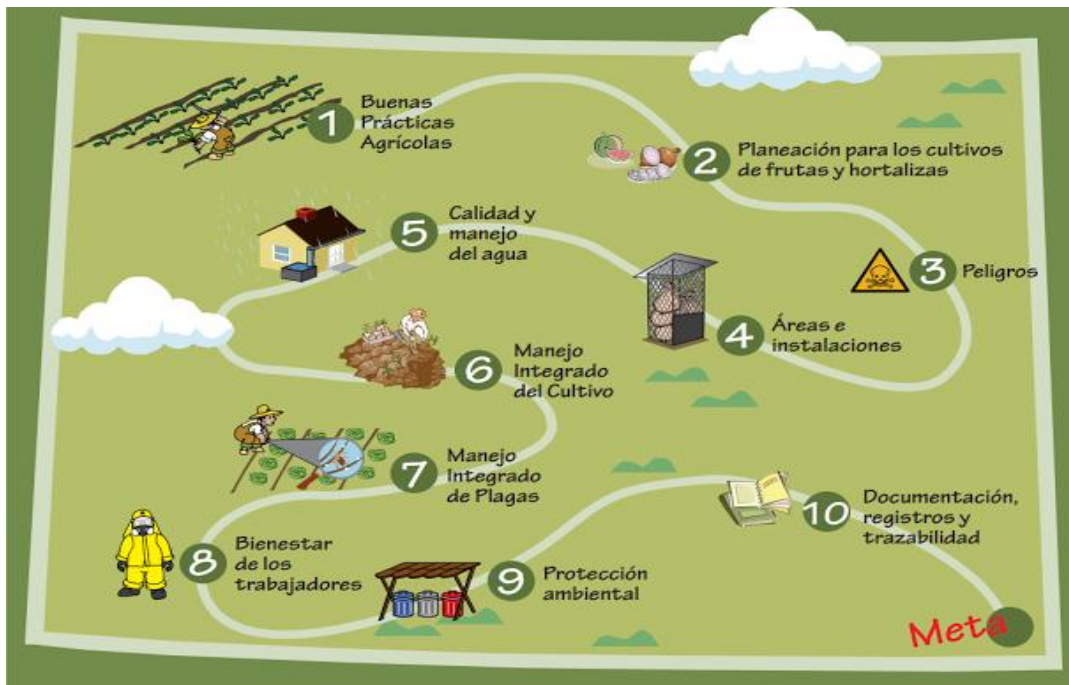 1
Buenas
Prácticas
Agrícolas
2
Planeación para los cultivos
de frutas y hortalizas
3
Peligros
4
Áreas e
instalaciones
5
Calidad y
manejo
del agua
6
Manejo
Integrado
del Cultivo
7
Manejo
Integrado
de Plagas
8
Bienestar
de los
trabajadores
9
Protección
ambiental
10
Documentación,
registros y
trazabilidad
Meta